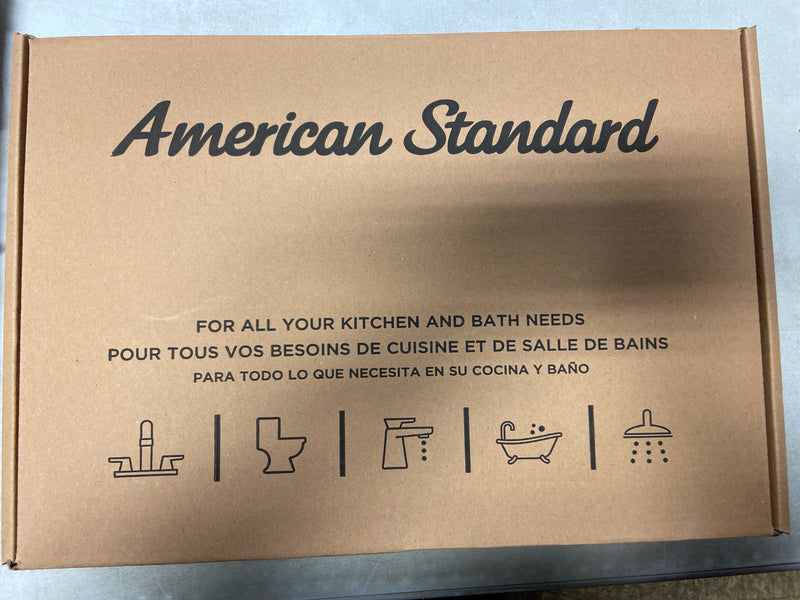 American Standard
FOR ALL YOUR KITCHEN AND BATH NEEDS
POUR TOUS VOS BESOINS DE CUISINE ET DE SALLE DE BAINS
PARA TODO LO QUE NECESITA EN SU COCINA Y BAÑO